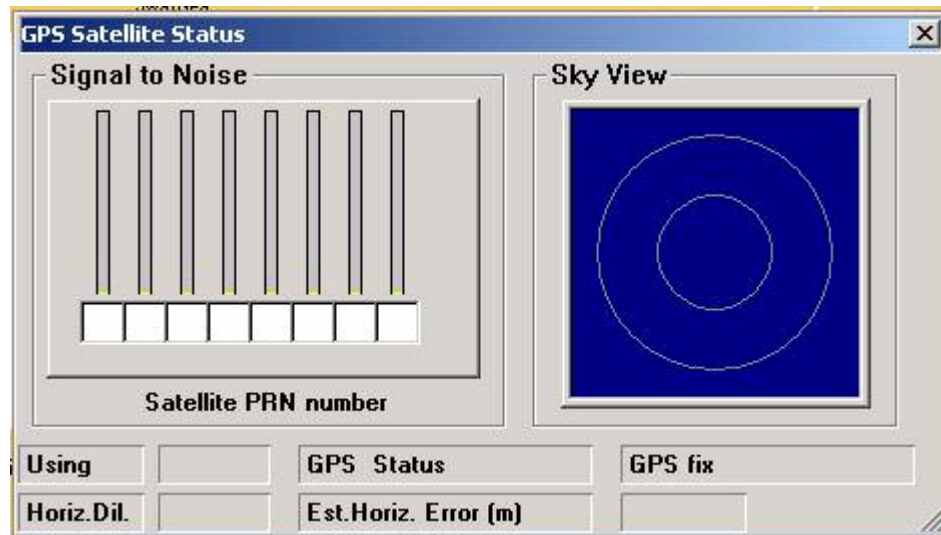 GPS Satellite Status
Signal to Noise
Sky View
Satellite PRN number
Using
GPS Status
GPS fix
Horiz.Dil.
Est.Horiz. Error (m)